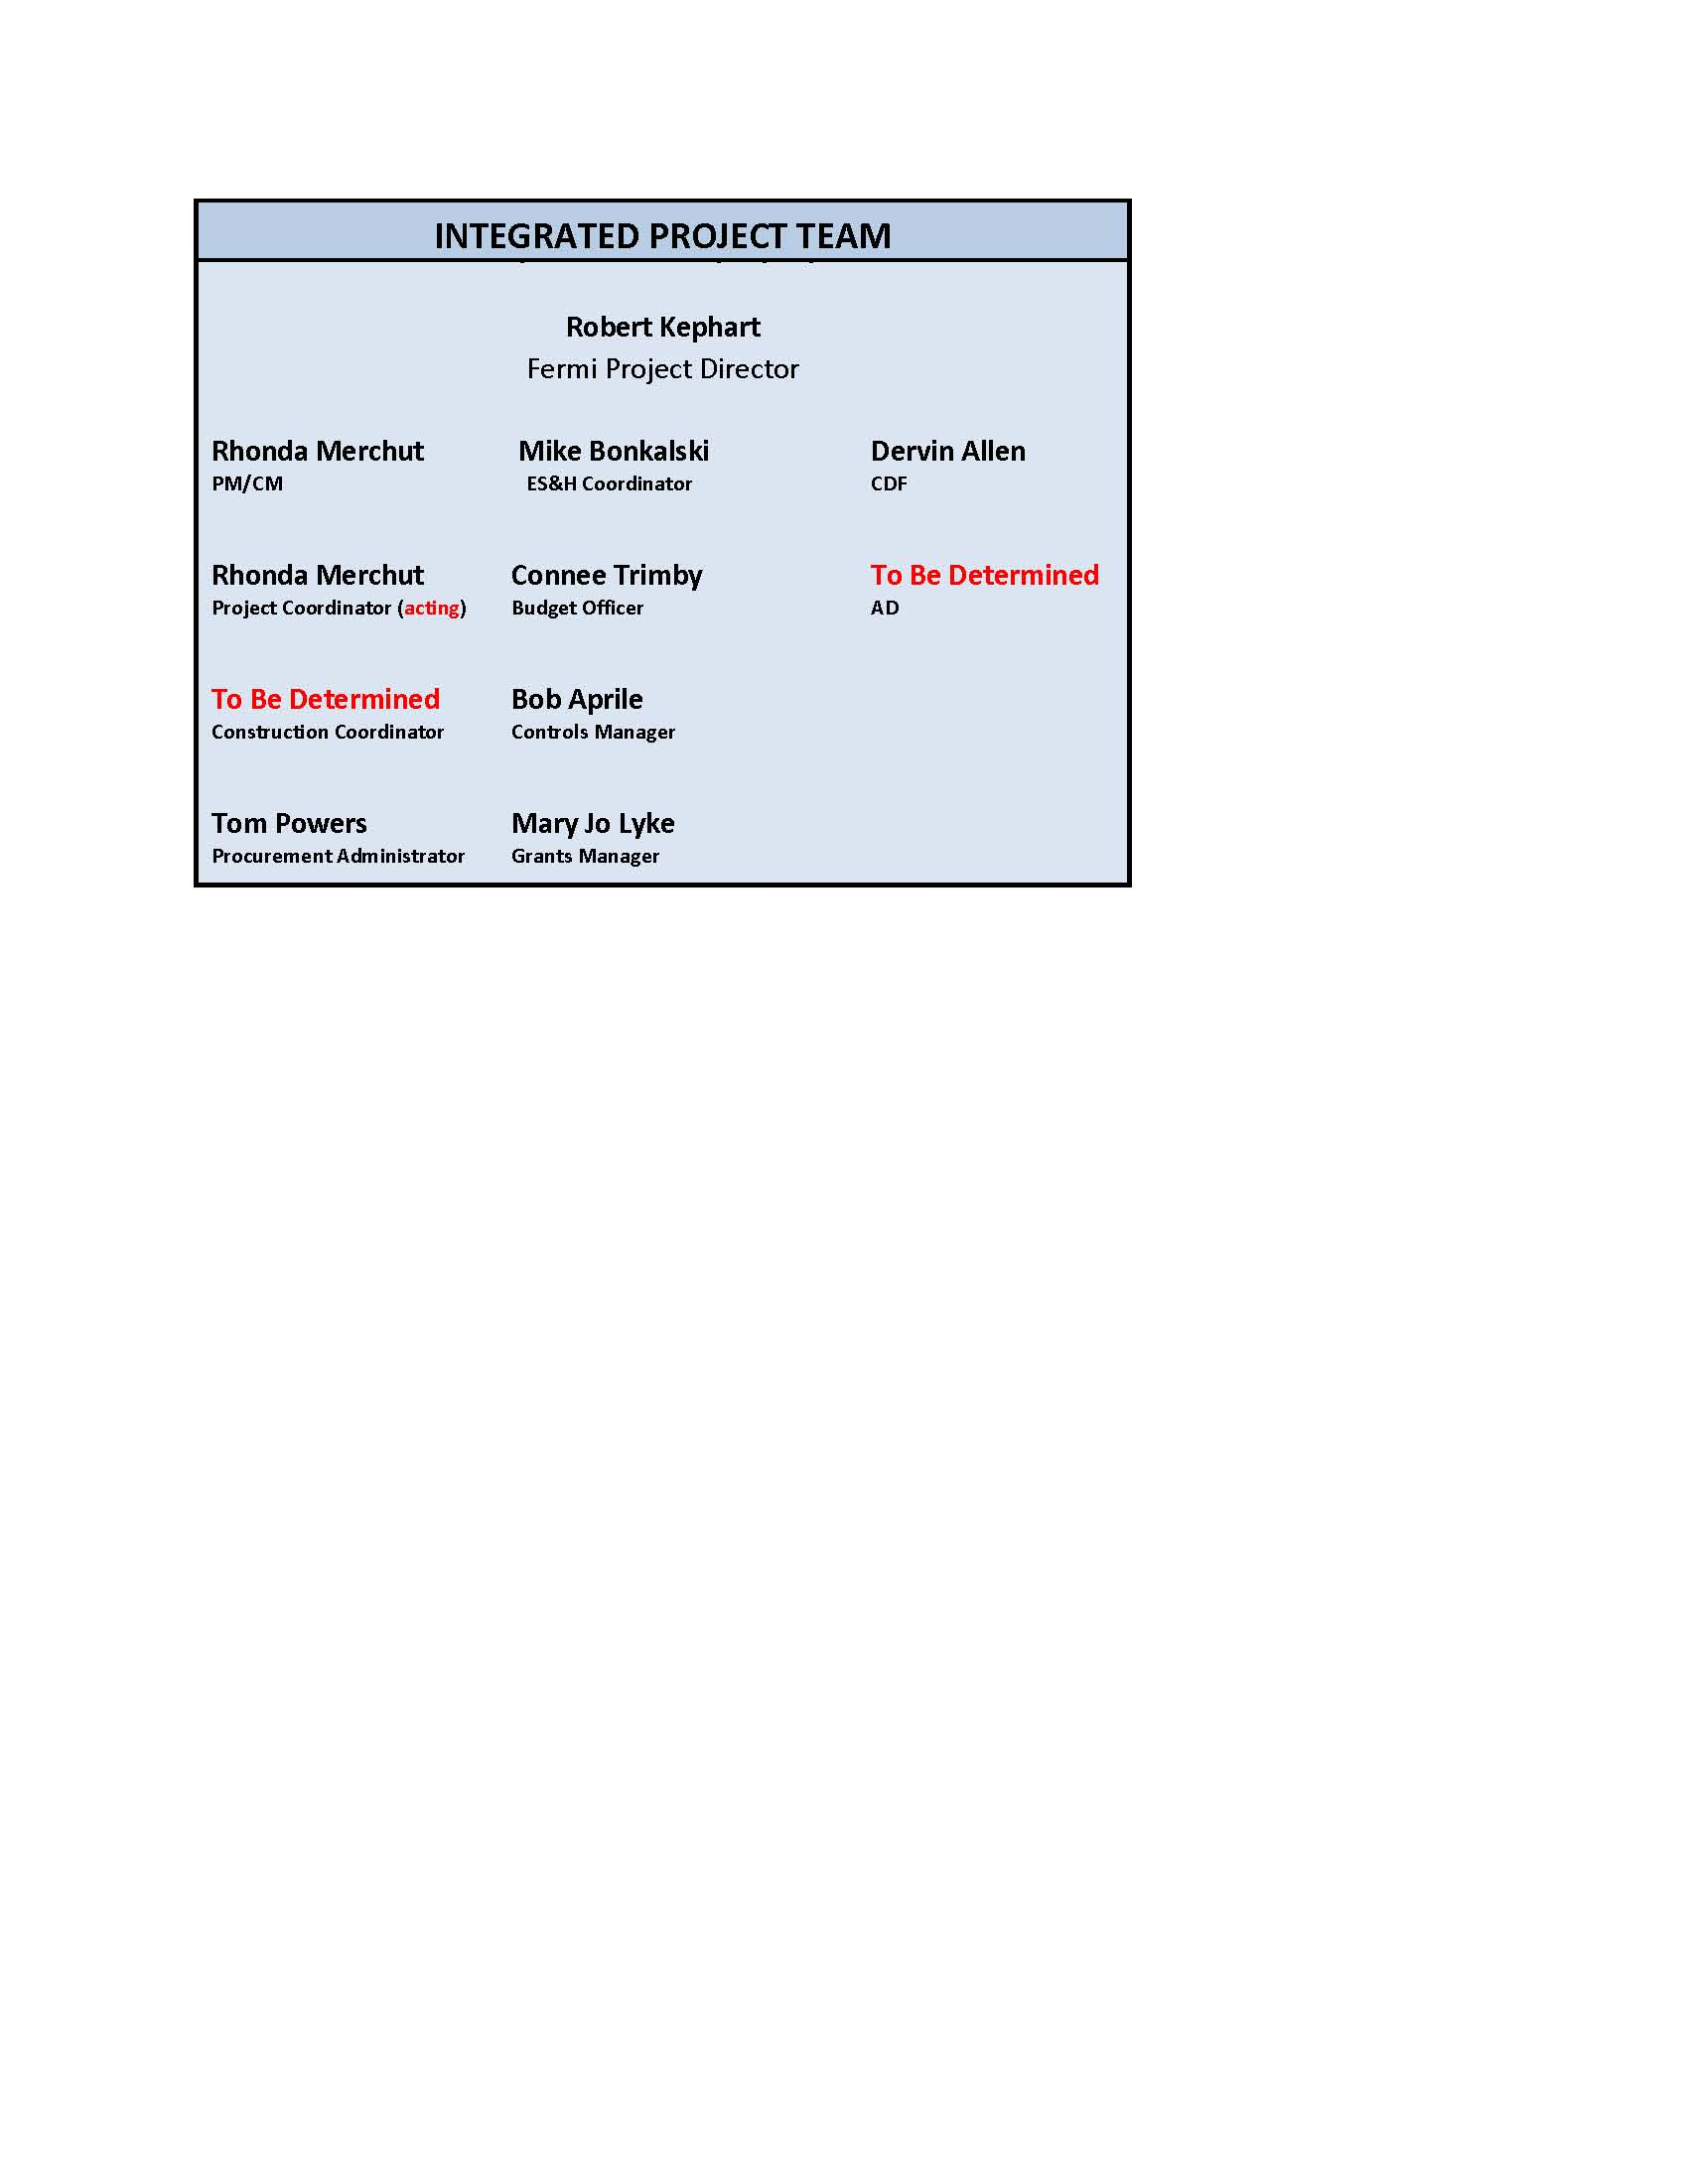 INTEGRATED PROJECT TEAM
Robert Kephart
Fermi Project Director
Rhonda Merchut Mike Bonkalski Dervin Allen
PM/CM ES&H Coordinator CDF
Rhonda Merchut Connee Trimby To Be Determined
Project Coordinator (acting) Budget Officer AD
To Be Determined Bob Aprile
Construction Coordinator Controls Manager
Tom Powers Mary Jo Lyke
Procurement Administrator Grants Manager